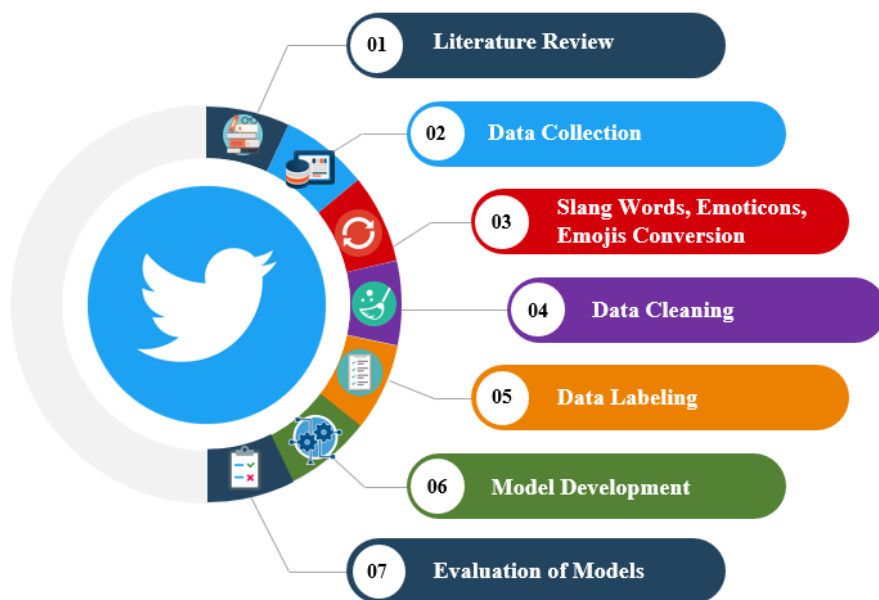 01
Literature Review
02
Data Collection
03
Slang Words, Emoticons,
Emojis Conversion
04
Data Cleaning
05
Data Labeling
06
Model Development
07
Evaluation of Models